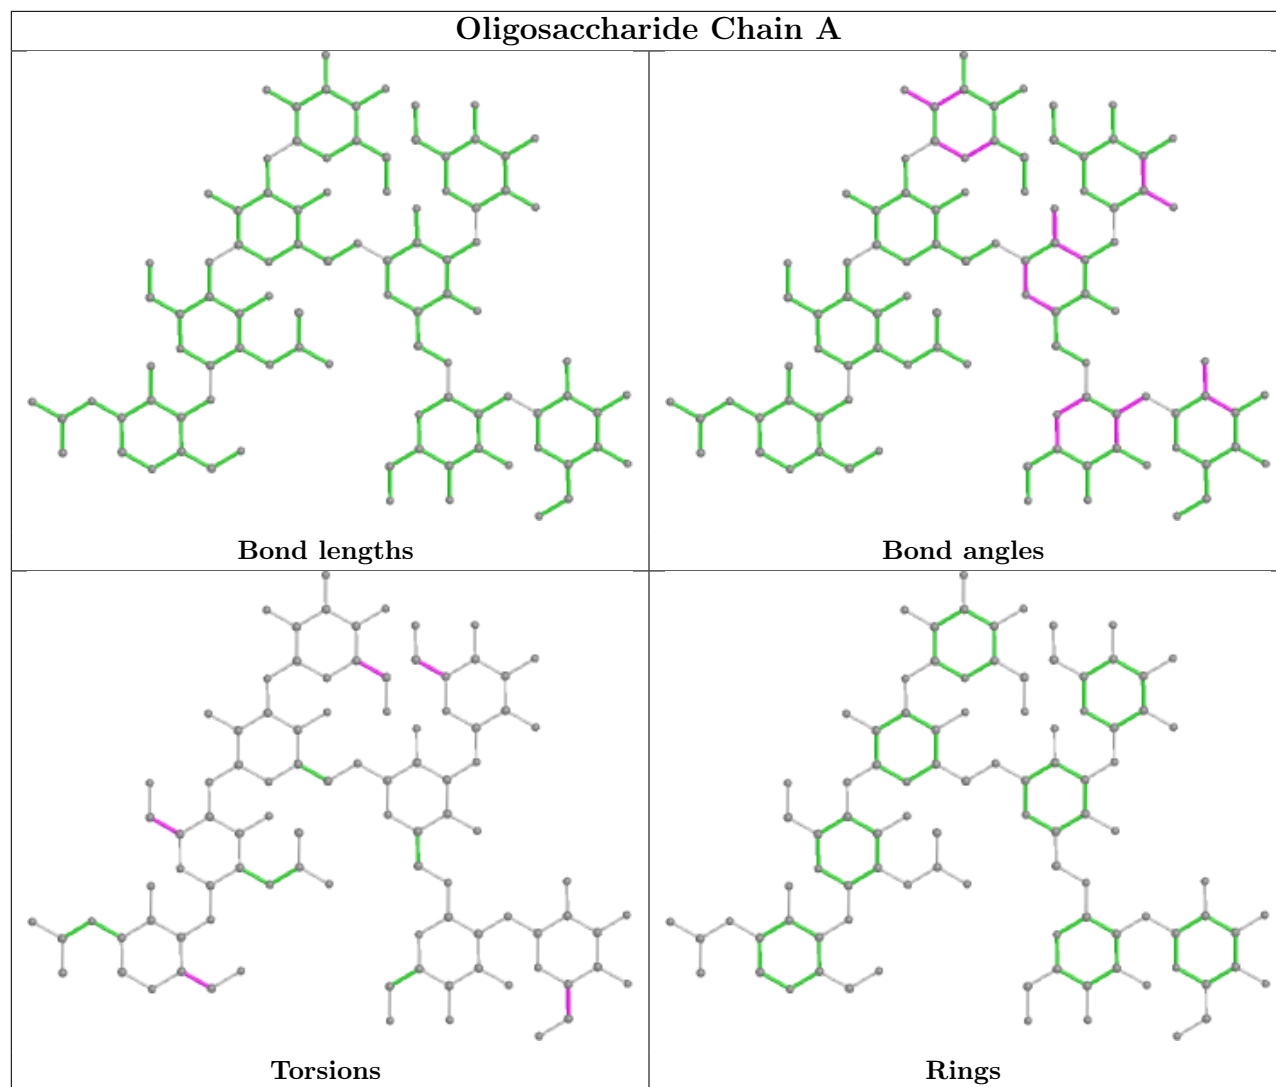 Oligosaccharide Chain A
Bond lengths
Bond angles
Torsions
Rings